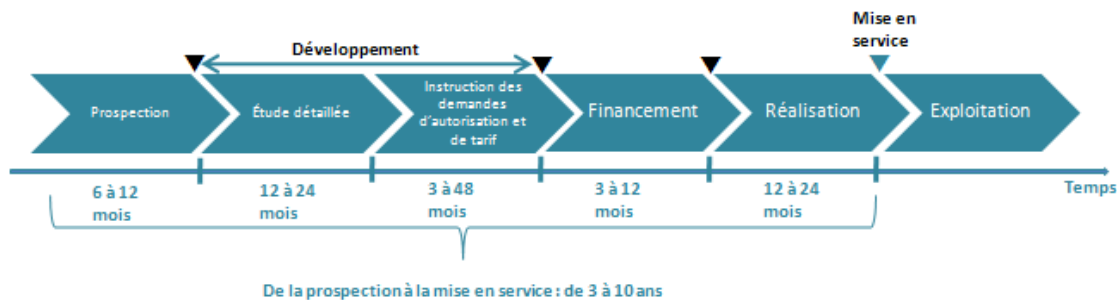 Mise en
service
Développement
Prospection
Étude détaillée
Instruction des
demandes
d'autorisation et
de tarif
Financement
Réalisation
Exploitation
6 à 12
mois
12 à 24
mois
3 à 48
mois
3 à 12
mois
12 à 24
mois
Temps
De la prospection à la mise en service : de 3 à 10 ans